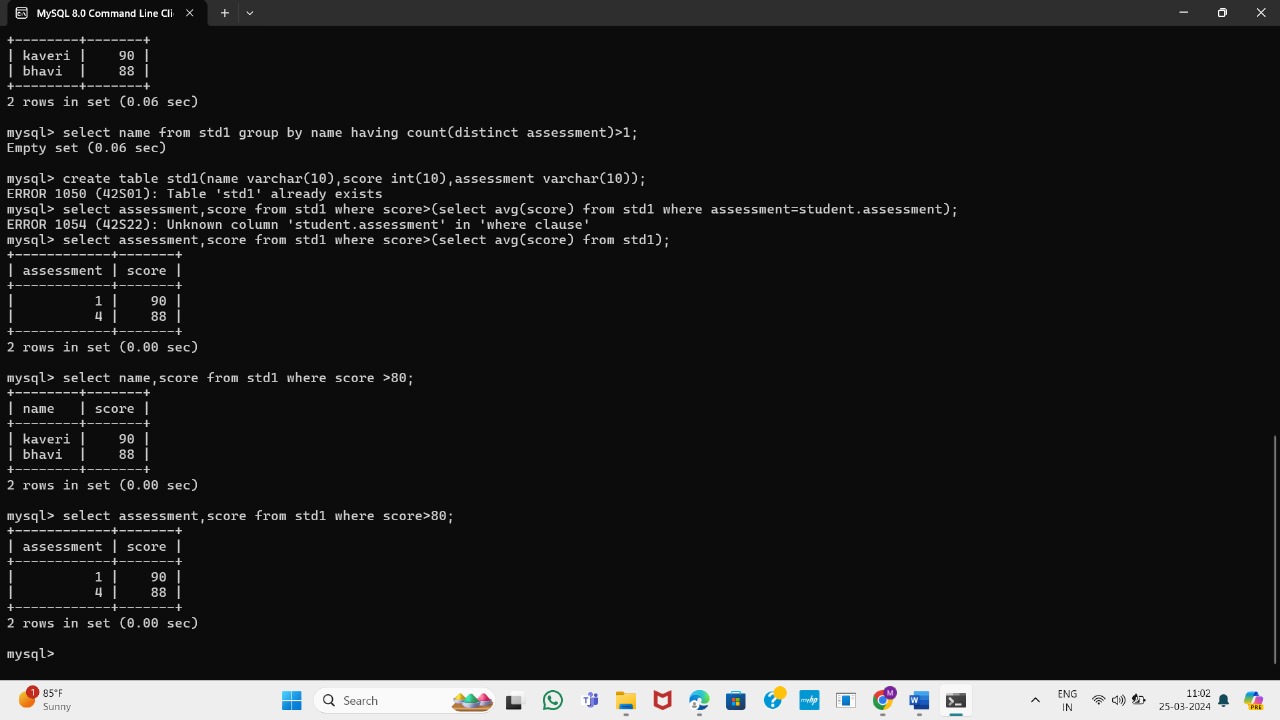 MySQL 8.0 Command Line Cli
+--------+-------+
| kaveri |    90 |
| bhavi  |    88 |
+--------+-------+
2 rows in set (0.06 sec)
mysql> select name from std1 group by name having count(distinct assessment)>1;
Empty set (0.06 sec)
mysql> create table std1(name varchar(10),score int(10),assessment varchar(10));
ERROR 1050 (42S01): Table 'std1' already exists
mysql> select assessment,score from std1 where score>(select avg(score) from std1 where assessment=student.assessment);
ERROR 1054 (42S22): Unknown column 'student.assessment' in 'where clause'
mysql> select assessment,score from std1 where score>(select avg(score) from std1);
+------------+-------+
| assessment | score |
+------------+-------+
|          1 |    90 |
|          4 |    88 |
+------------+-------+
2 rows in set (0.00 sec)
mysql> select name,score from std1 where score >80;
+--------+-------+
| name   | score |
+--------+-------+
| kaveri |    90 |
| bhavi  |    88 |
+--------+-------+
2 rows in set (0.00 sec)
mysql> select assessment,score from std1 where score>80;
+------------+-------+
| assessment | score |
+------------+-------+
|          1 |    90 |
|          4 |    88 |
+------------+-------+
2 rows in set (0.00 sec)
mysql>
1
85°F
Sunny
Search
myhp
M
W
PRE
ENG
IN
11:02
25-03-2024